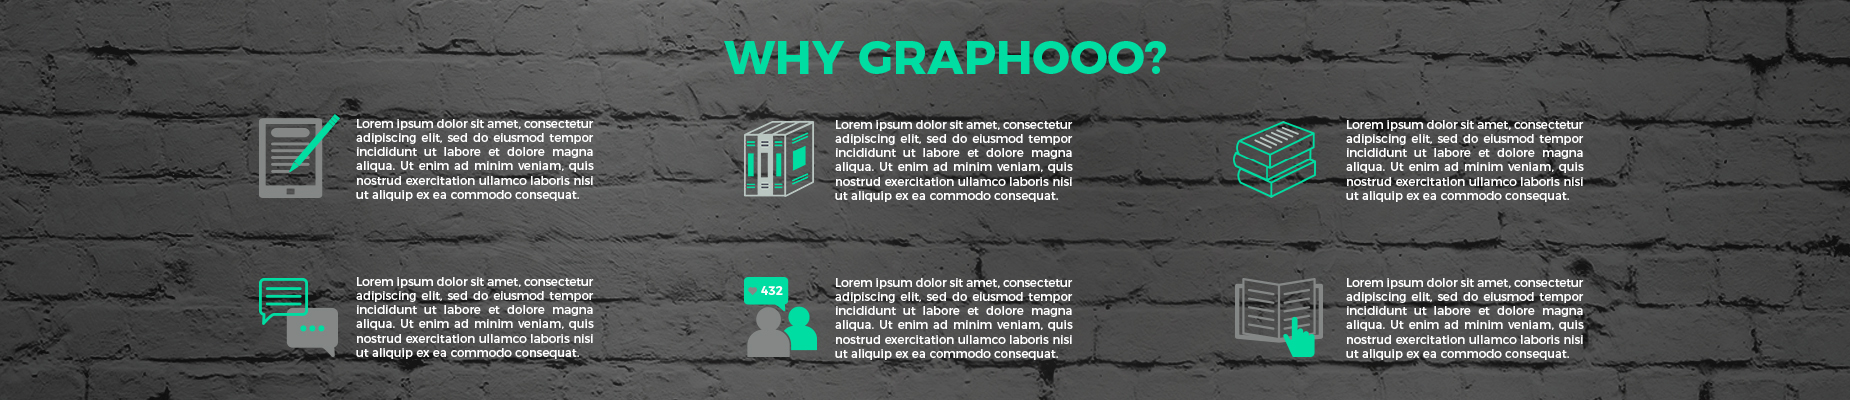 WHY GRAPHOOO?
Lorem ipsum dolor sit amet, consectetur
adipiscing elit, sed do eiusmod tempor
incididunt ut labore et dolore magna
aliqua. Ut enim ad minim veniam, quis
nostrud exercitation ullamco laboris nisi
ut aliquip ex ea commodo consequat.
Lorem ipsum dolor sit amet, consectetur
adipiscing elit, sed do eiusmod tempor
incididunt ut labore et dolore magna
aliqua. Ut enim ad minim veniam, quis
nostrud exercitation ullamco laboris nisi
ut aliquip ex ea commodo consequat.
Lorem ipsum dolor sit amet, consectetur
adipiscing elit, sed do eiusmod tempor
incididunt ut labore et dolore magna
aliqua. Ut enim ad minim veniam, quis
nostrud exercitation ullamco laboris nisi
ut aliquip ex ea commodo consequat.
Lorem ipsum dolor sit amet, consectetur
adipiscing elit, sed do eiusmod tempor
incididunt ut labore et dolore magna
aliqua. Ut enim ad minim veniam, quis
nostrud exercitation ullamco laboris nisi
ut aliquip ex ea commodo consequat.
432
Lorem ipsum dolor sit amet, consectetur
adipiscing elit, sed do eiusmod tempor
incididunt ut labore et dolore magna
aliqua. Ut enim ad minim veniam, quis
nostrud exercitation ullamco laboris nisi
ut aliquip ex ea commodo consequat.
Lorem ipsum dolor sit amet, consectetur
adipiscing elit, sed do eiusmod tempor
incididunt ut labore et dolore magna
aliqua. Ut enim ad minim veniam, quis
nostrud exercitation ullamco laboris nisi
ut aliquip ex ea commodo consequat.